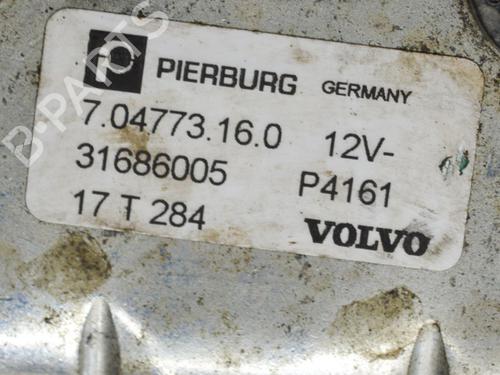 PIERBURG GERMANY
7.04773.16.0 12V-
31686005 P4161
17 T 284 VOLVO
B-PARTS